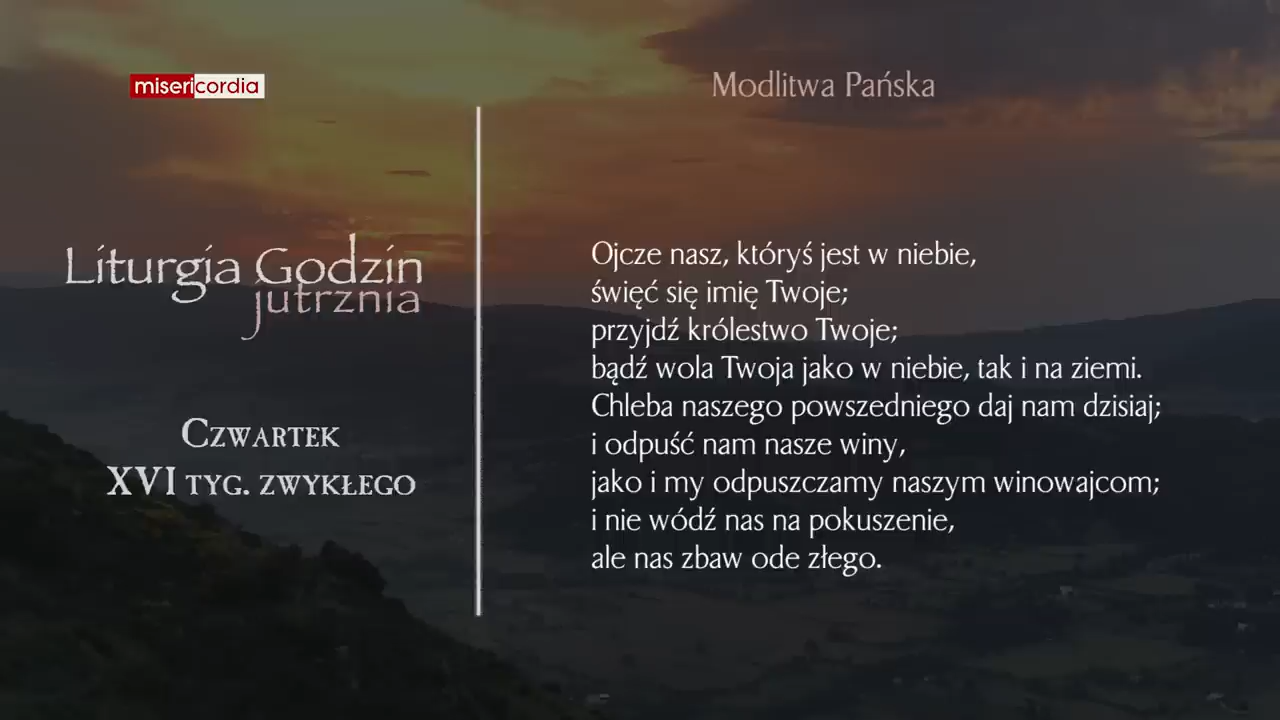 misericordia
Modlitwa Pańska
Liturgia Godzin
jutrznia
Czwartek
XVI tyg. zwykłego
Ojcze nasz, któryś jest w niebie,
święć się imię Twoje;
przyjdź królestwo Twoje;
bądź wola Twoja jako w niebie, tak i na ziemi.
Chleba naszego powszedniego daj nam dzisiaj;
i odpuść nam nasze winy,
jako i my odpuszczamy naszym winowajcom;
i nie wódź nas na pokuszenie,
ale nas zbaw ode złego.